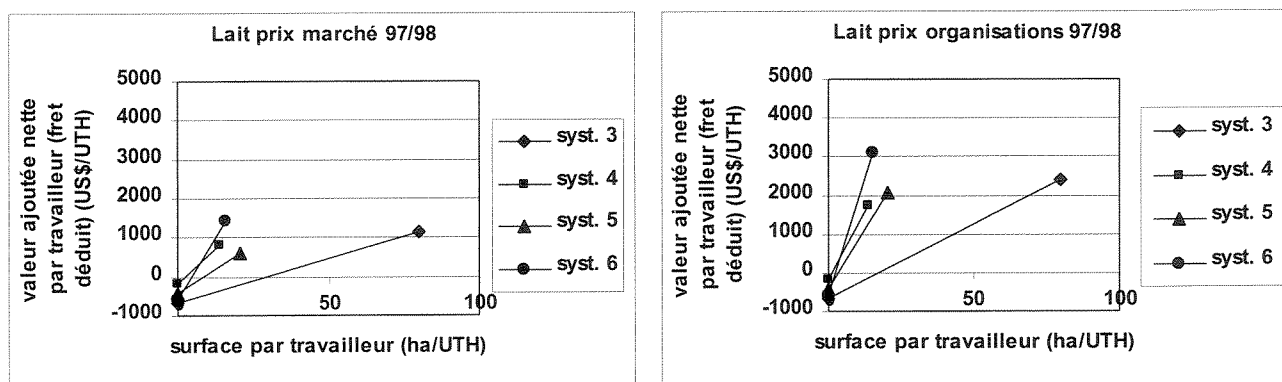 Lait prix marché 97/98
valeur ajoutée nette
par travailleur (fret
déduit) (US$/UTH)
5000
4000
3000
2000
1000
0
-1000
0
50
100
surface par travailleur (ha/UTH)
syst. 3
syst. 4
syst. 5
syst. 6
Lait prix organisations 97/98
valeur ajoutée nette
par travailleur (fret
déduit) (US$/UTH)
5000
4000
3000
2000
1000
0
-1000
0
50
100
surface par travailleur (ha/UTH)
syst. 3
syst. 4
syst. 5
syst. 6